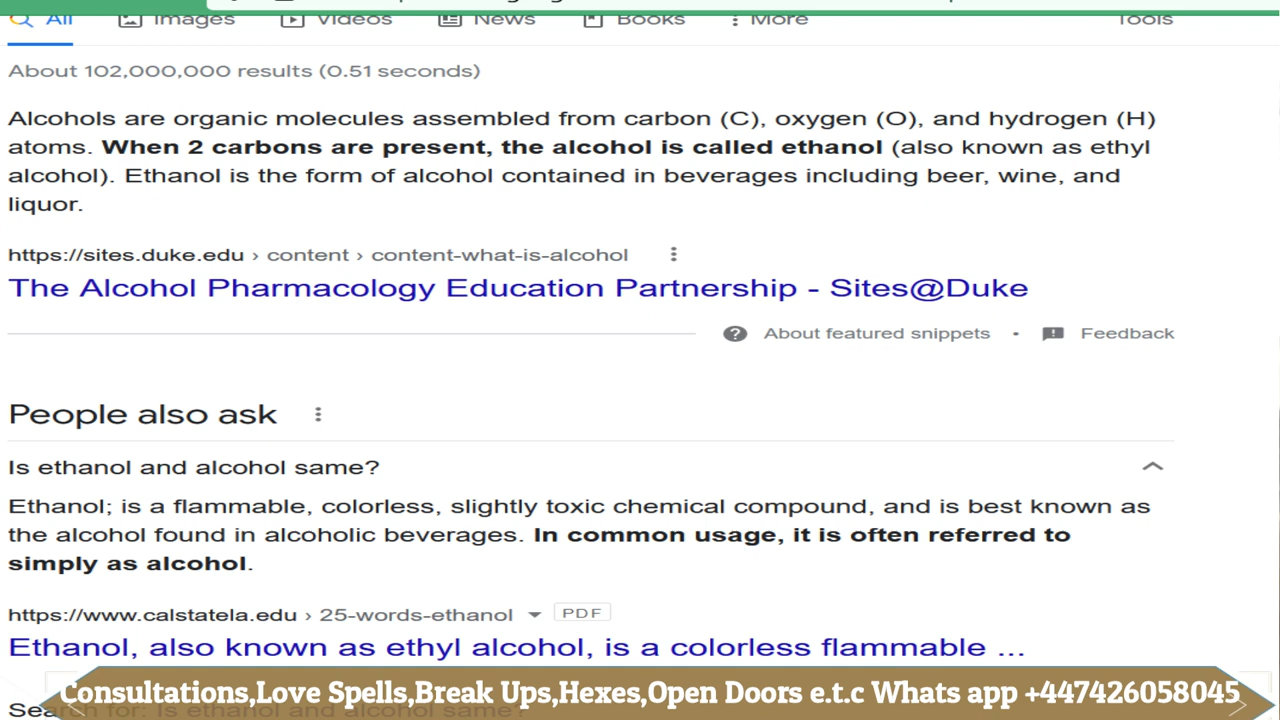 All Images Videos News Books More Tools
About 102,000,000 results (0.51 seconds)
Alcohols are organic molecules assembled from carbon (C), oxygen (O), and hydrogen (H)
atoms. When 2 carbons are present, the alcohol is called ethanol (also known as ethyl
alcohol). Ethanol is the form of alcohol contained in beverages including beer, wine, and
liquor.
https://sites.duke.edu › content › content-what-is-alcohol
The Alcohol Pharmacology Education Partnership - Sites@Duke
About featured snippets • Feedback
People also ask
Is ethanol and alcohol same?
Ethanol; is a flammable, colorless, slightly toxic chemical compound, and is best known as
the alcohol found in alcoholic beverages. In common usage, it is often referred to
simply as alcohol.
https://www.calstatela.edu › 25-words-ethanol PDF
Ethanol, also known as ethyl alcohol, is a colorless flammable ...
Consultations,Love Spells,Break Ups,Hexes,Open Doors e.t.c Whats app +447426058045
Search for: Is ethanol and alcohol same?